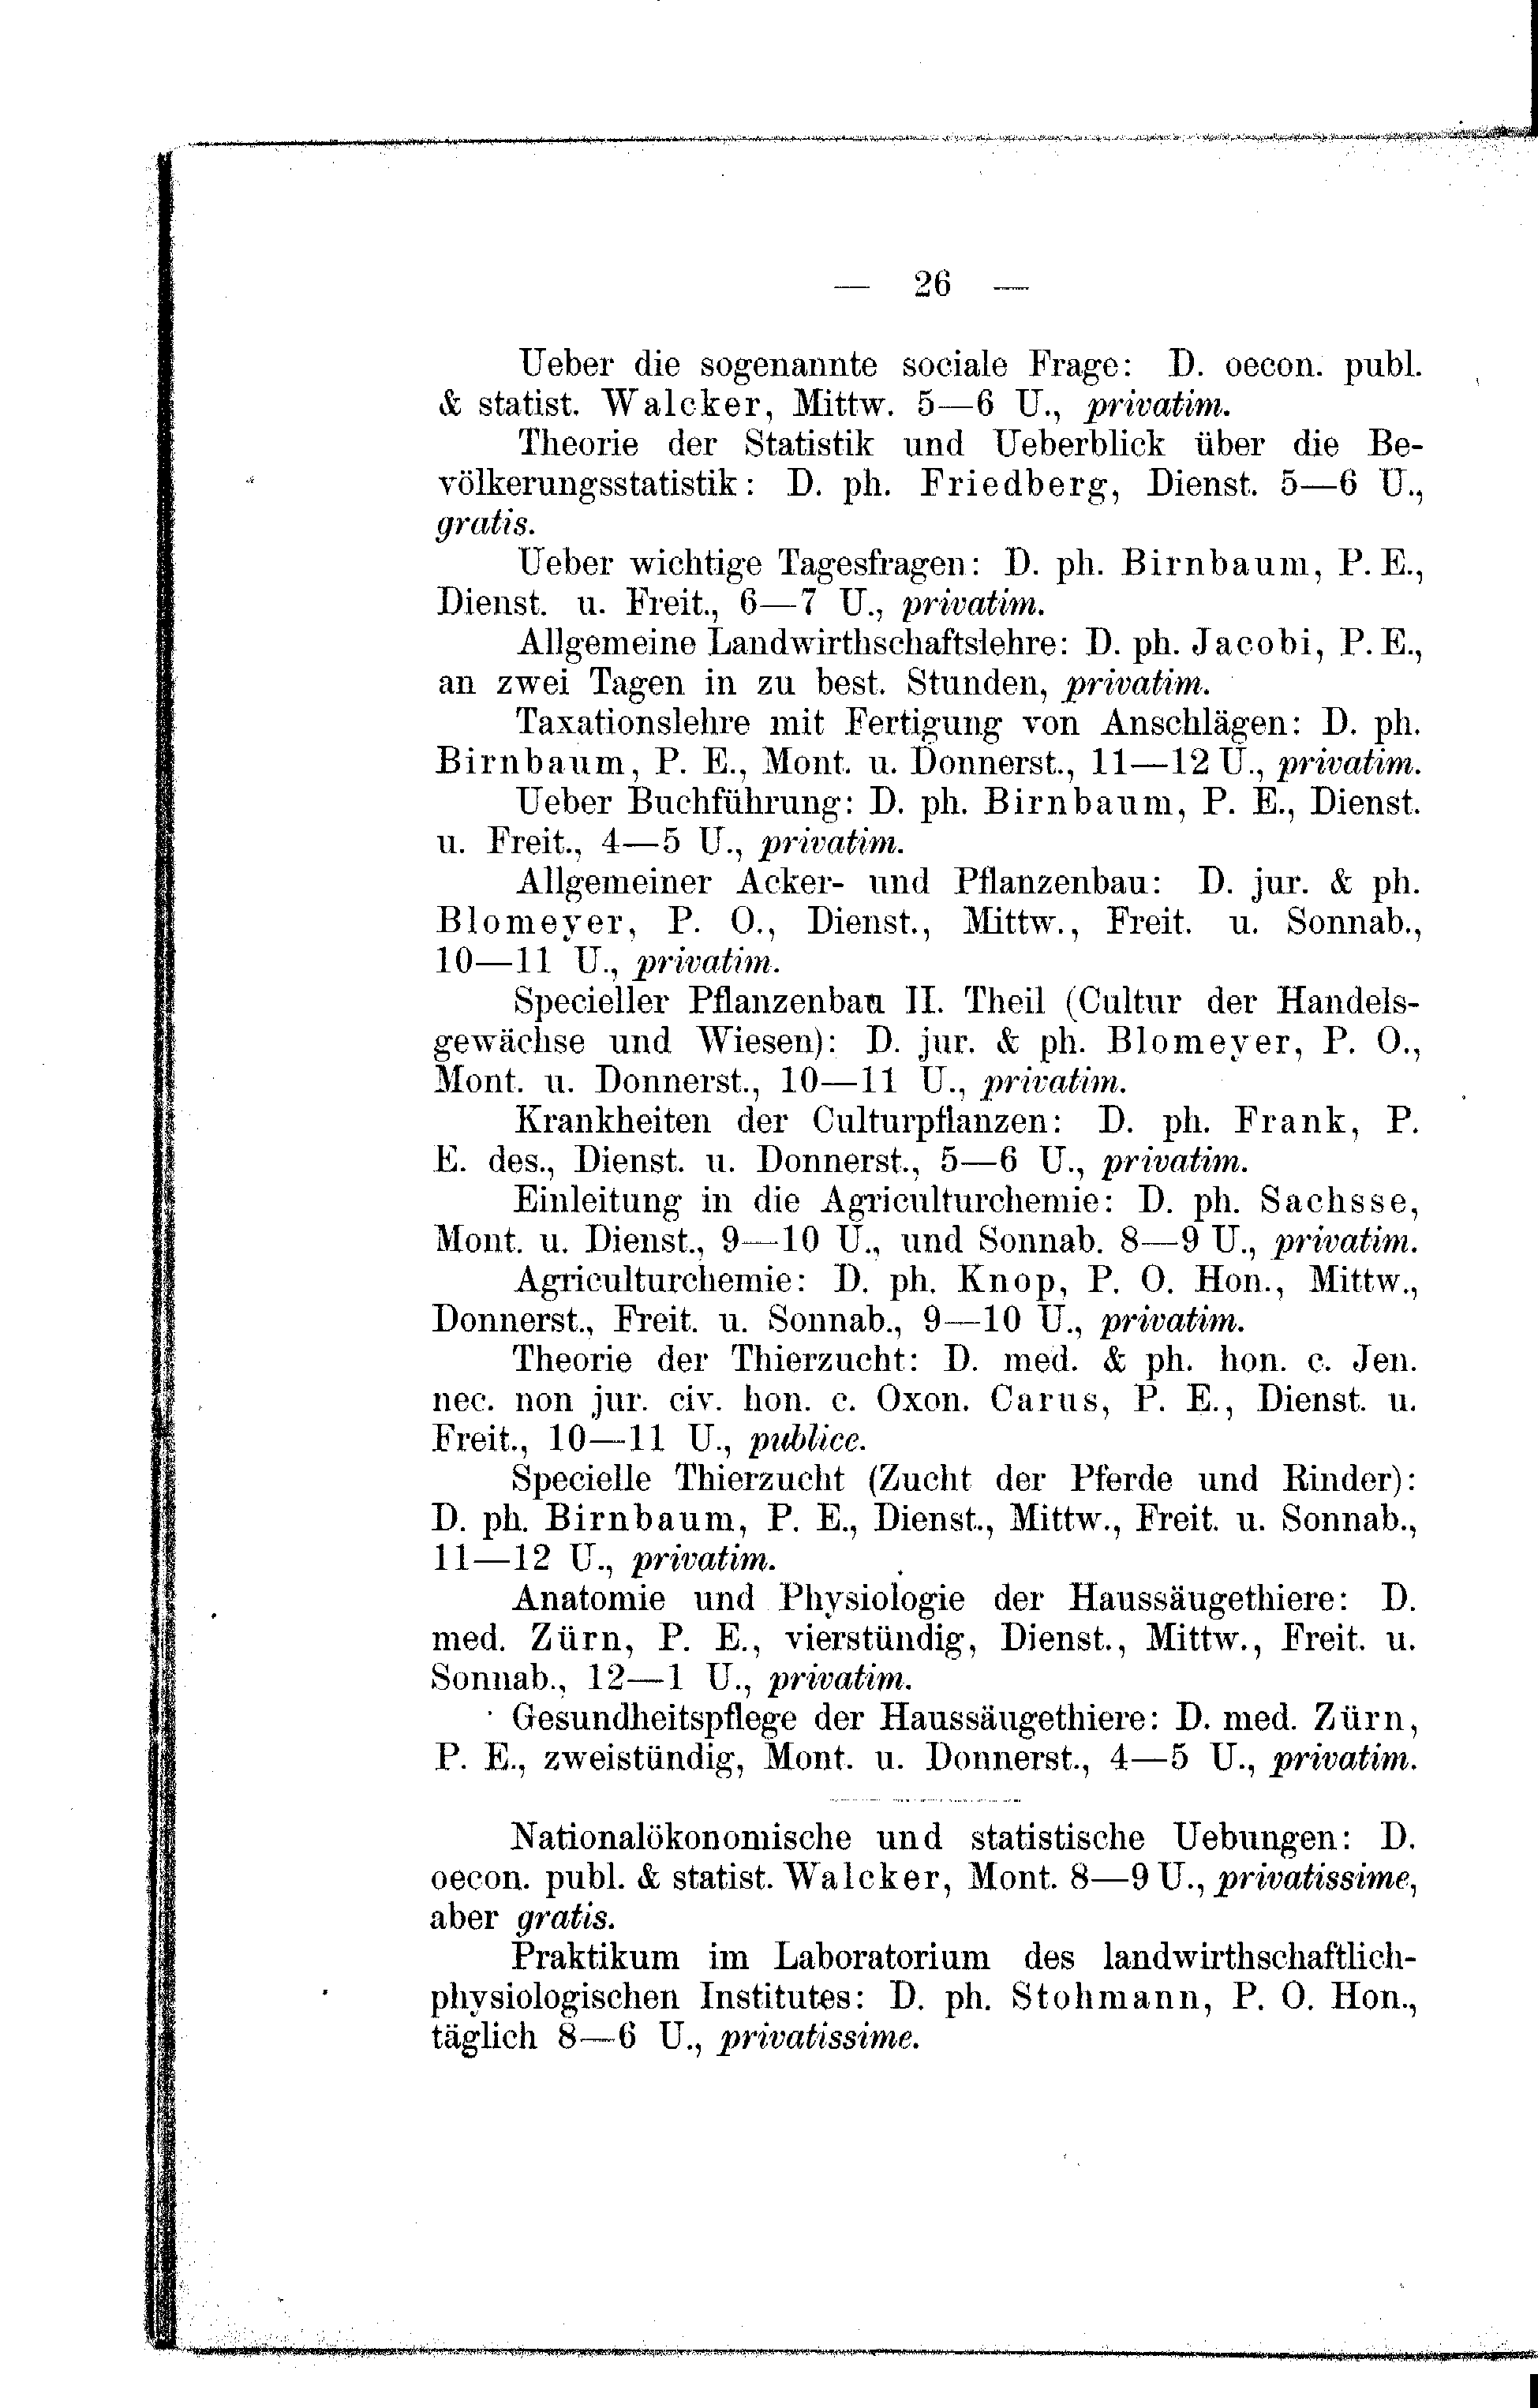 — 26 —
Ueber die sogenannte sociale Frage: D. oecon. publ.
& statist. Walcker, Mittw. 5—6 U., privatim.
Theorie der Statistik und Ueberblick über die Be-
völkerungsstatistik: D. ph. Friedberg, Dienst. 5—6 U.,
gratis.
Ueber wichtige Tagesfragen: D. ph. Birnbaum, P. E.,
Dienst. u. Freit., 6—7 U., privatim.
Allgemeine Landwirthschaftslehre: D. ph. Jacobi, P. E.,
an zwei Tagen in zu best. Stunden, privatim.
Taxationslehre mit Fertigung von Anschlägen: D. ph.
Birnbaum, P. E., Mont. u. Donnerst., 11—12 U., privatim.
Ueber Buchführung: D. ph. Birnbaum, P. E., Dienst.
u. Freit., 4—5 U., privatim.
Allgemeiner Acker- und Pflanzenbau: D. jur. & ph.
Blomeyer, P. O., Dienst., Mittw., Freit. u. Sonnab.,
10—11 U., privatim.
Specieller Pflanzenbau II. Theil (Cultur der Handels-
gewächse und Wiesen): D. jur. & ph. Blomeyer, P. O.,
Mont. u. Donnerst., 10—11 U., privatim.
Krankheiten der Culturpflanzen: D. ph. Frank, P.
E. des., Dienst. u. Donnerst., 5—6 U., privatim.
Einleitung in die Agriculturchemie: D. ph. Sachsse,
Mont. u. Dienst., 9—10 U., und Sonnab. 8—9 U., privatim.
Agriculturchemie: D. ph. Knop, P. O. Hon., Mittw.,
Donnerst., Freit. u. Sonnab., 9—10 U., privatim.
Theorie der Thierzucht: D. med. & ph. hon. c. Jen.
nec. non jur. civ. hon. c. Oxon. Carus, P. E., Dienst. u.
Freit., 10—11 U., publice.
Specielle Thierzucht (Zucht der Pferde und Rinder):
D. ph. Birnbaum, P. E., Dienst., Mittw., Freit. u. Sonnab.,
11—12 U., privatim.
Anatomie und Physiologie der Haussäugethiere: D.
med. Zürn, P. E., vierstündig, Dienst., Mittw., Freit. u.
Sonnab., 12—1 U., privatim.
Gesundheitspflege der Haussäugethiere: D. med. Zürn,
P. E., zweistündig, Mont. u. Donnerst., 4—5 U., privatim.
Nationalökonomische und statistische Uebungen: D.
oecon. publ. & statist. Walcker, Mont. 8—9 U., privatissime,
aber gratis.
Praktikum im Laboratorium des landwirthschaftlich-
physiologischen Institutes: D. ph. Stohmann, P. O. Hon.,
täglich 8—6 U., privatissime.